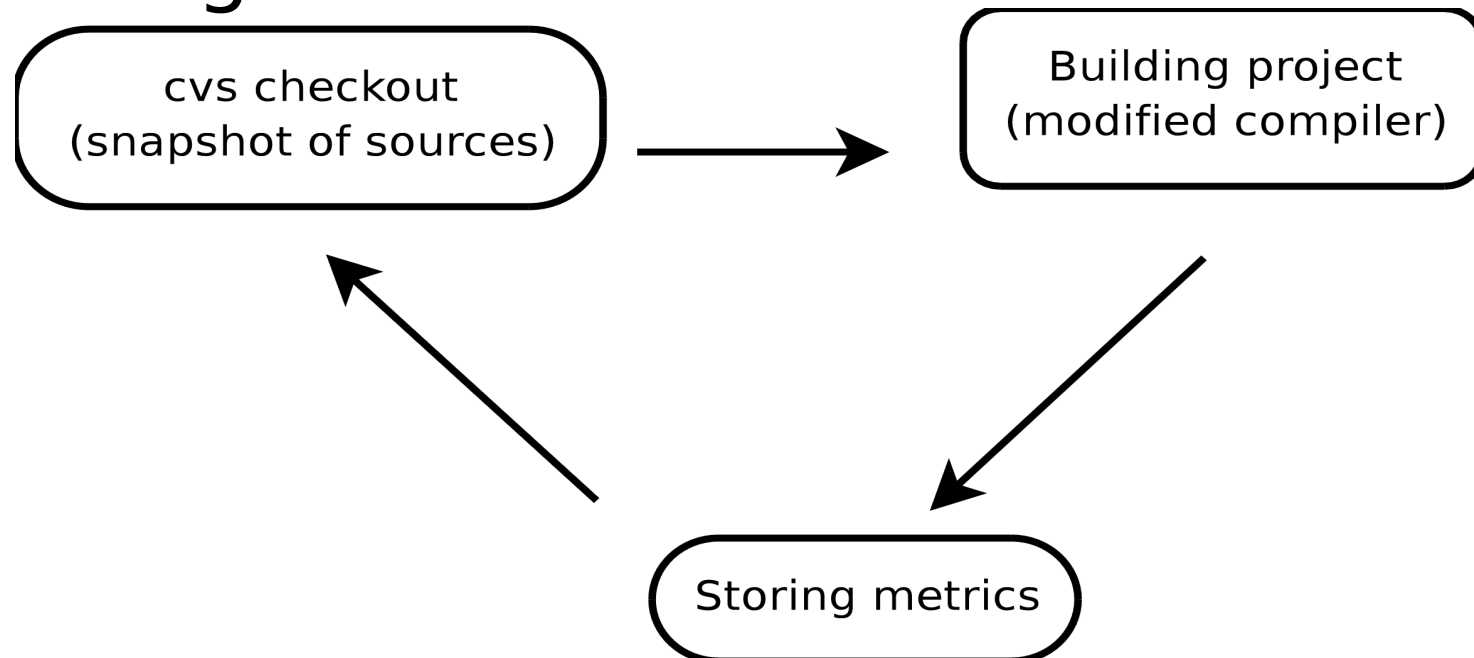 cvs checkout
(snapshot of sources)
Building project
(modified compiler)
Storing metrics